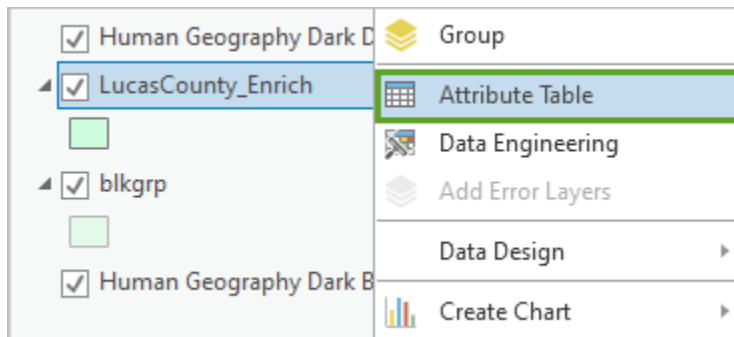 Human Geography Dark D
LucasCounty_Enrich
blkgrp
Human Geography Dark B
Group
Attribute Table
Data Engineering
Add Error Layers
Data Design
Create Chart